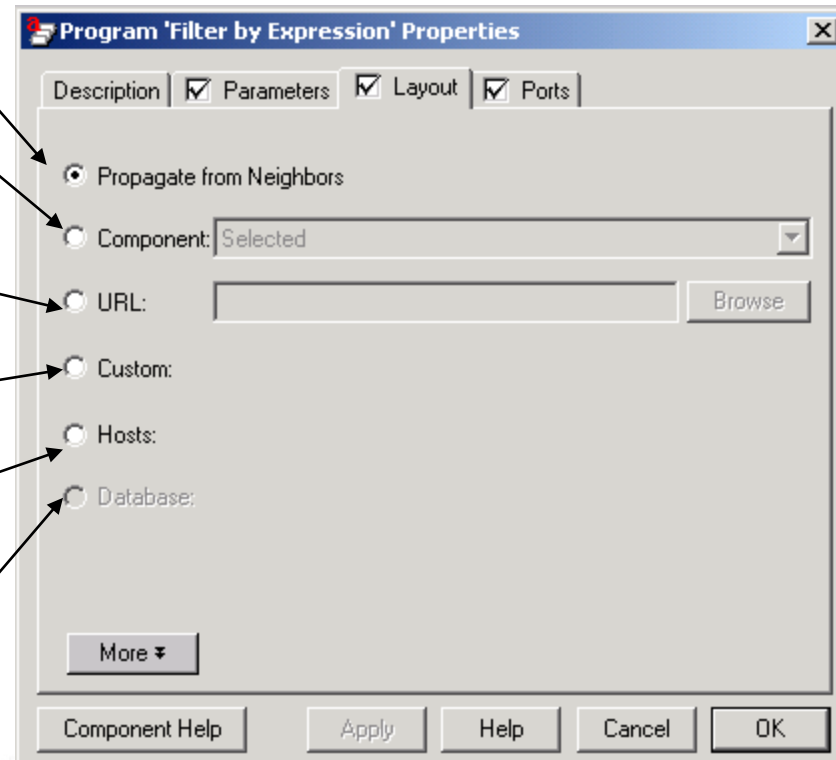 Program 'Filter by Expression' Properties
Description Parameters Layout Ports
Propagate from Neighbors
Component: Selected
URL: Browse
Custom:
Hosts:
Database:
More
Component Help Apply Help Cancel OK